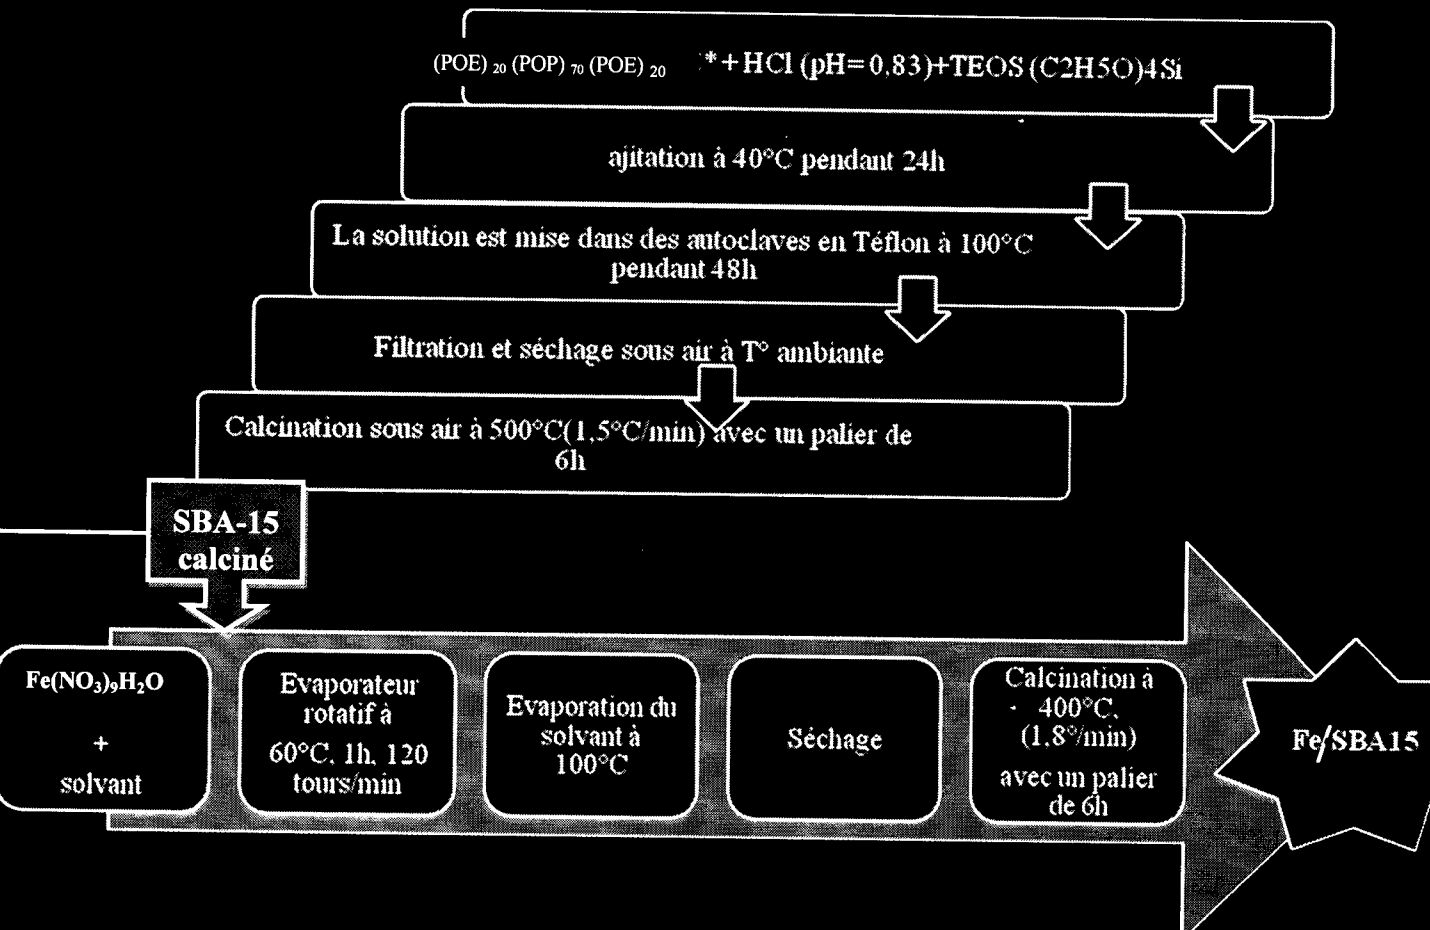 (POE) 20 (POP) 70 (POE) 20 * + HCl (pH= 0,83)+TEOS (C2H5O)4Si
ajitation à 40°C pendant 24h
La solution est mise dans des autoclaves en Téflon à 100°C
pendant 48h
Filtration et séchage sous air à T° ambiante
Calcination sous air à 500°C(1,5°C/min) avec un palier de
6h
SBA-15
calciné
Fe(NO₃)₉H₂O
+
solvant
Evaporateur
rotatif à
60°C, 1h, 120
tours/min
Evaporation du
solvant à
100°C
Séchage
Calcination à
400°C,
(1,8°/min)
avec un palier
de 6h
Fe/SBA15